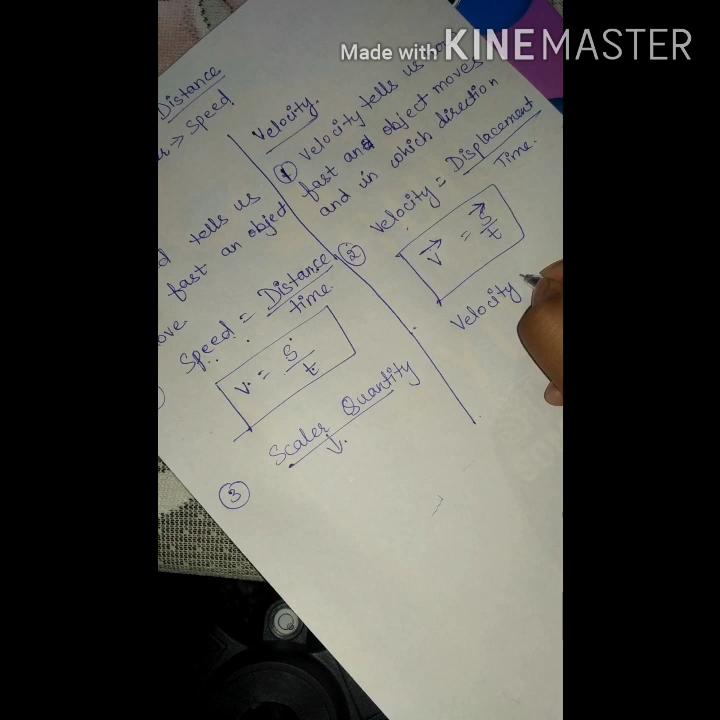 Made with KINEMASTER
Distance
> Speed
tells us
fast an object
ove
Speed = Distance
time.
v = S
t
Scaler Quantity
V.
3
Velocity.
1 Velocity tells us
fast and object moves
and in which direction
2 Velocity = Displacement
Time.
v = S
t
Velocity